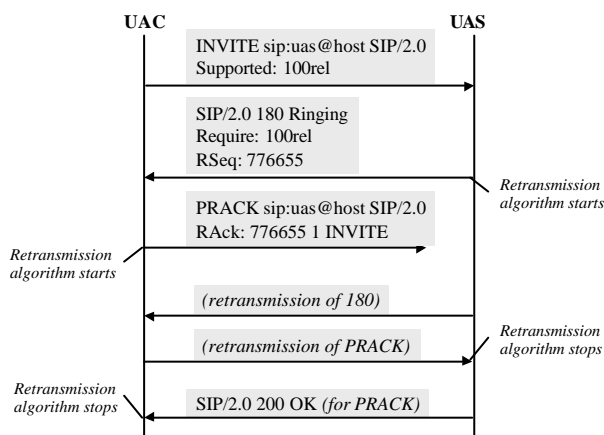 UAC
UAS
INVITE sip:uas@host SIP/2.0
Supported: 100rel
SIP/2.0 180 Ringing
Require: 100rel
RSeq: 776655
Retransmission
algorithm starts
PRACK sip:uas@host SIP/2.0
RAck: 776655 1 INVITE
Retransmission
algorithm starts
(retransmission of 180)
(retransmission of PRACK)
Retransmission
algorithm stops
Retransmission
algorithm stops
SIP/2.0 200 OK (for PRACK)